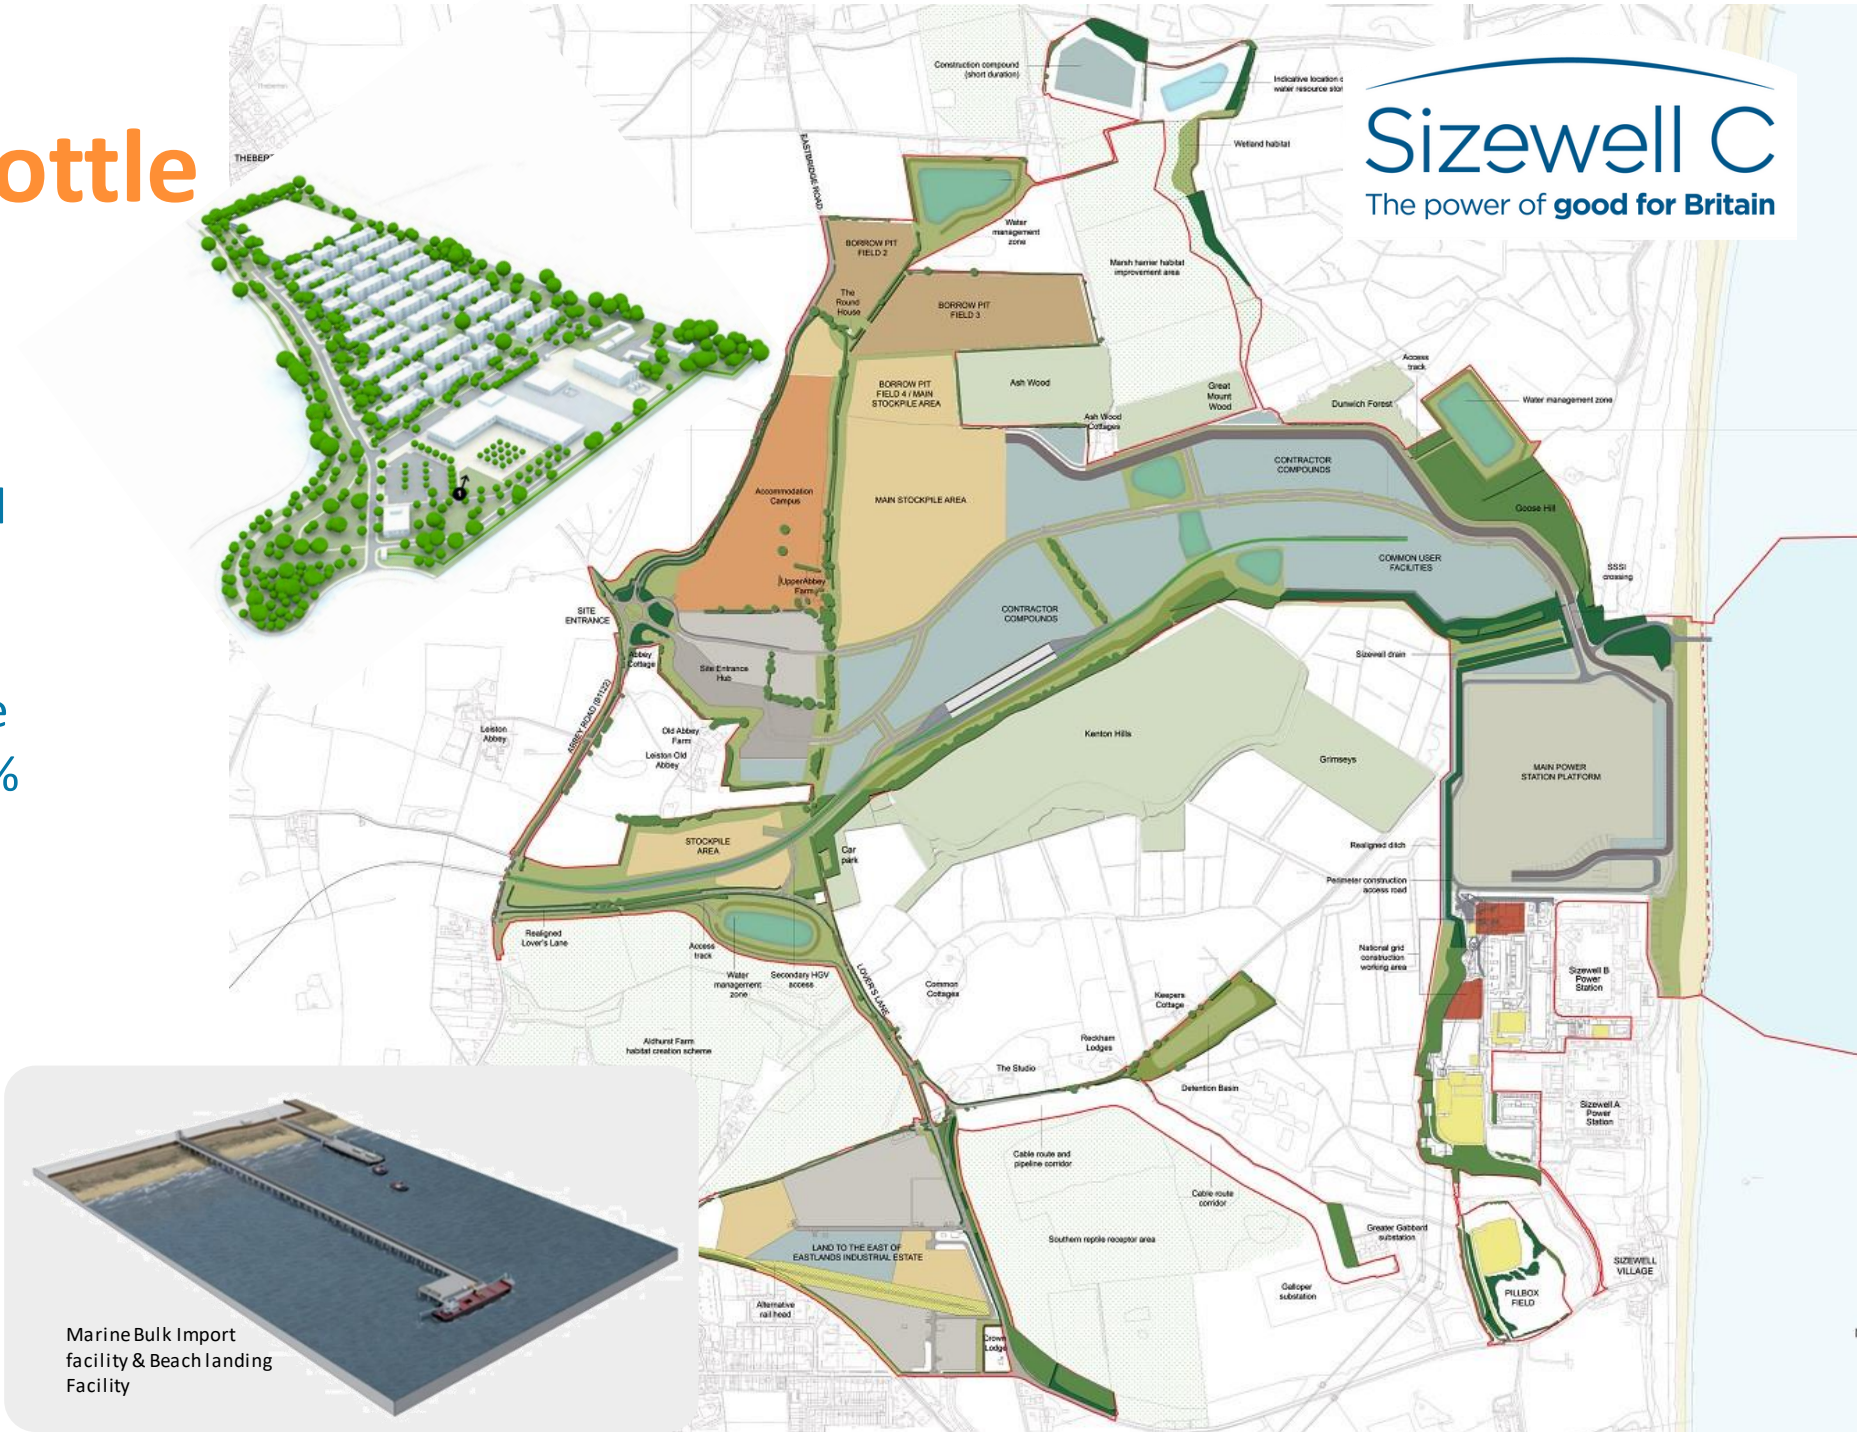 ottle
Sizewell C
The power of good for Britain
Construction compound
(short duration)
Indicative location
water resource
Wetland habitat
EASTBRIDGE ROAD
Water
management
zone
Marsh harrier habitat
improvement area
BORROW PIT
FIELD 2
The
Round
House
BORROW PIT
FIELD 3
BORROW PIT
FIELD 4 / MAIN
STOCKPILE AREA
Ash Wood
Ash Wood
Cottages
Great
Mount
Wood
Dunwich Forest
Access
track
Water management zone
Accommodation
Campus
MAIN STOCKPILE AREA
CONTRACTOR
COMPOUNDS
Goose Hill
COMMON USER
FACILITIES
SSSI
crossing
Upper Abbey
Farm
SITE
ENTRANCE
CONTRACTOR
COMPOUNDS
Sizewell drain
Abbey
Cottage
Site Entrance
Hub
ABBEY ROAD (B1122)
Leiston
Abbey
Old Abbey
Farm
Leiston Old
Abbey
Kenton Hills
Grimseys
MAIN POWER
STATION PLATFORM
e
%
STOCKPILE
AREA
Car
park
Realigned ditch
Perimeter construction
access road
Realigned
Lover's Lane
Access
track
Water
management
zone
Secondary HGV
access
LOVER'S LANE
Common
Cottages
Keepers
Cottage
National grid
construction
working area
Sizewell B
Power
Station
Aldhurst Farm
habitat creation scheme
Reckham
Lodges
The Studio
Detention Basin
Sizewell A
Power
Station
Cable route and
pipeline corridor
Cable route
corridor
Greater Gabbard
substation
Southern reptile receptor area
LAND TO THE EAST OF
EASTLANDS INDUSTRIAL ESTATE
Galloper
substation
SIZEWELL
VILLAGE
PILLBOX
FIELD
Alternative
rail head
Crown
Lodge
Marine Bulk Import
facility & Beach landing
Facility